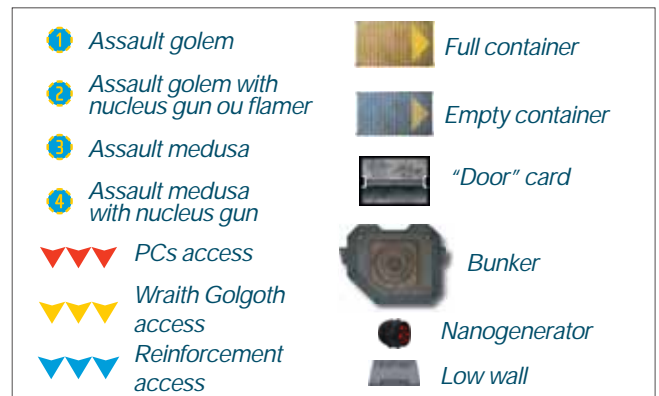 1 Assault golem
2 Assault golem with
nucleus gun ou flamer
3 Assault medusa
4 Assault medusa
with nucleus gun
PCs access
Wraith Golgoth
access
Reinforcement
access
Full container
Empty container
“Door” card
Bunker
Nanogenerator
Low wall